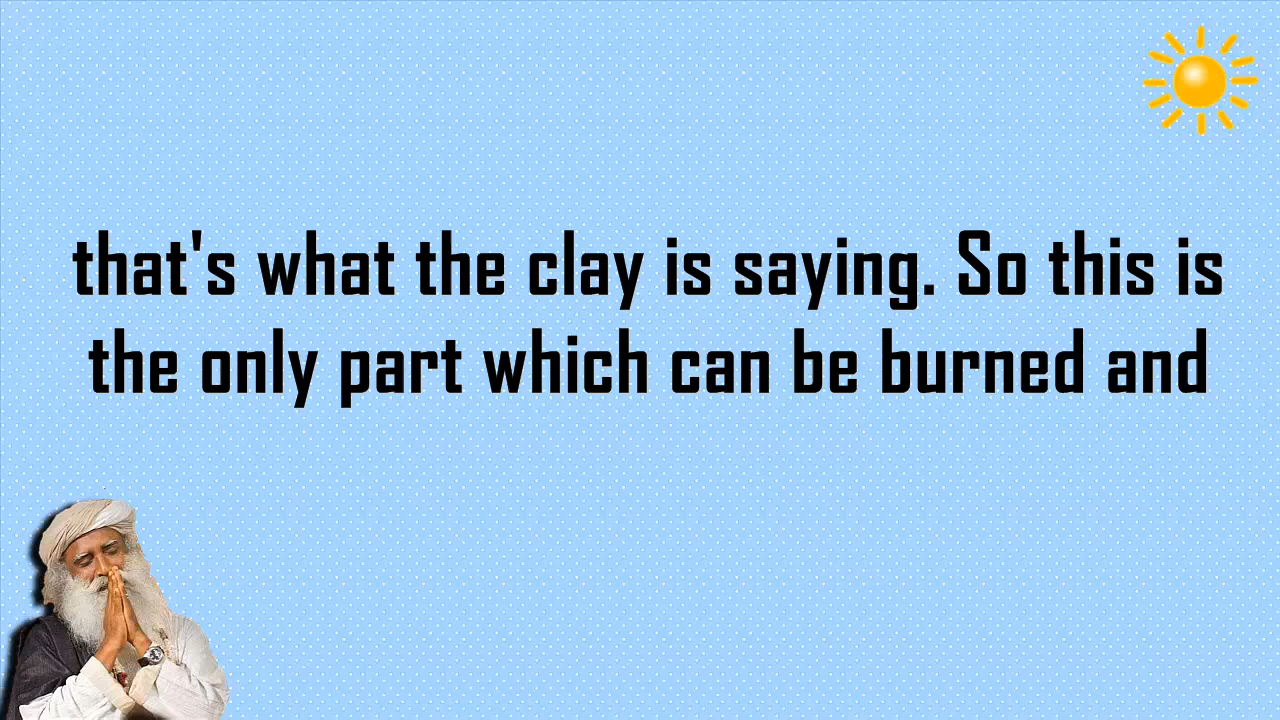 that's what the clay is saying. So this is
the only part which can be burned and